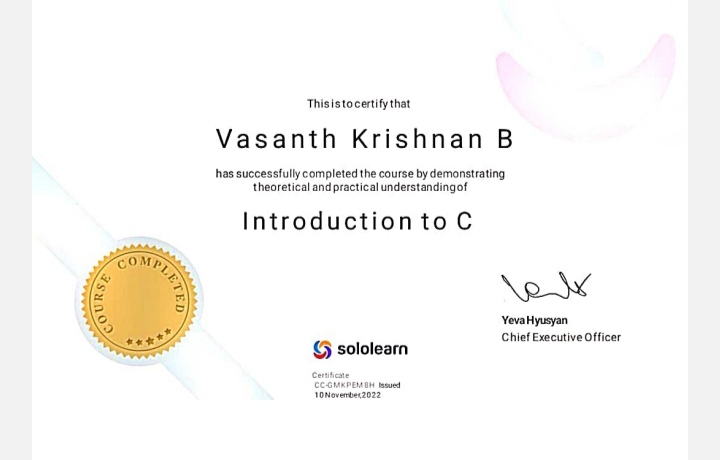 This is to certify that
Vasanth Krishnan B
has successfully completed the course by demonstrating
theoretical and practical understanding of
Introduction to C
COURSE COMPLETED
Yeva Hyusyan
Chief Executive Officer
sololearn
Certificate
CC-GMKPEM8H Issued
10 November,2022